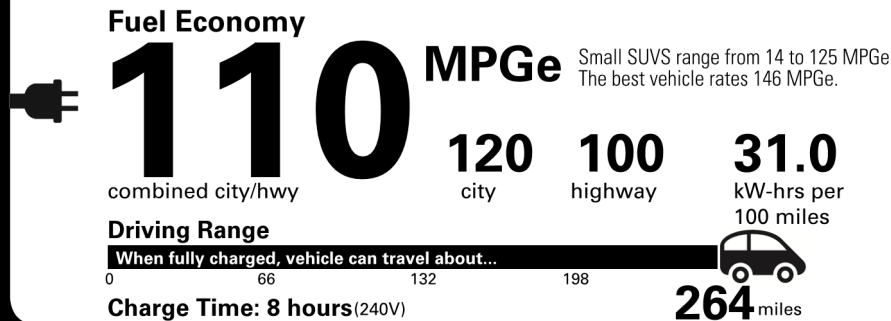 Fuel Economy
110 MPGe
Small SUVS range from 14 to 125 MPGe
The best vehicle rates 146 MPGe.
120 100 31.0
combined city/hwy city highway kW-hrs per
100 miles
Driving Range
When fully charged, vehicle can travel about...
0 66 132 198
264 miles
Charge Time: 8 hours(240V)